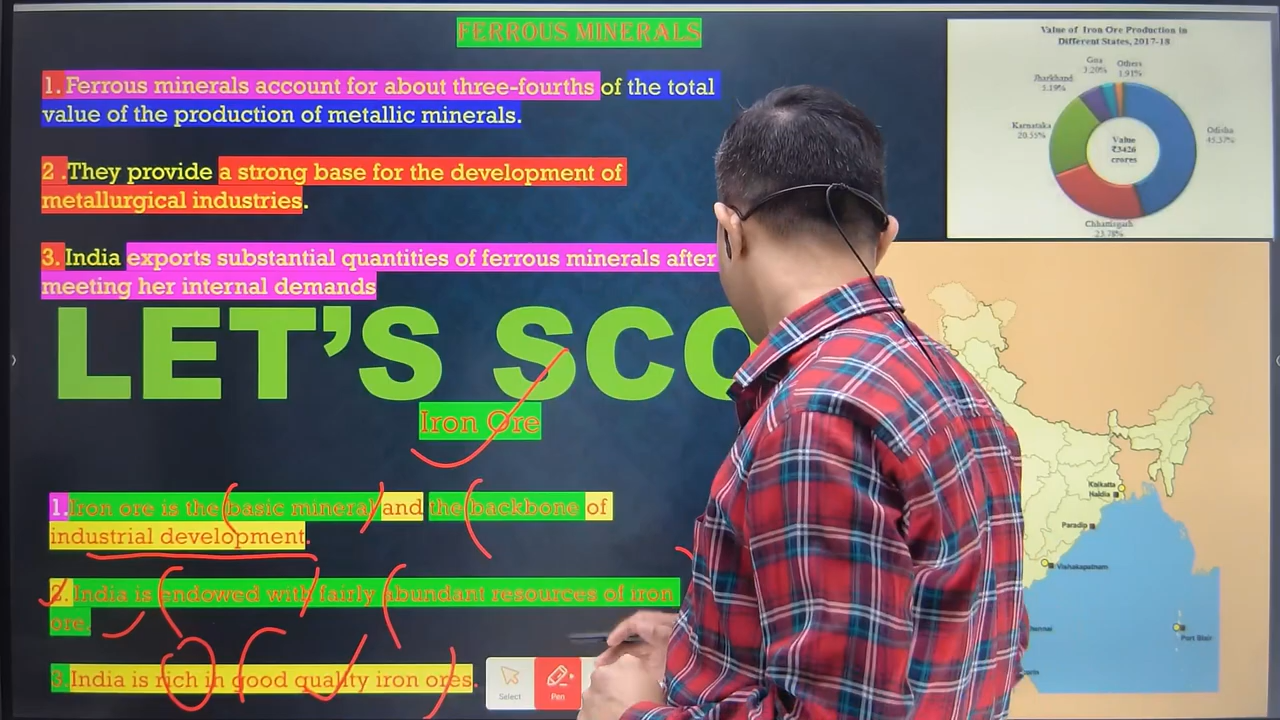 FERROUS MINERALS
1. Ferrous minerals account for about three-fourths of the total
value of the production of metallic minerals.
2 . They provide a strong base for the development of
metallurgical industries.
3. India exports substantial quantities of ferrous minerals after
meeting her internal demands
LET'S SCO
Iron Ore
1. Iron ore is the basic mineral and the backbone of
industrial development.
2. India is endowed with fairly abundant resources of iron
ore.
3. India is rich in good quality iron ores.
Select
Pen
Value of Iron Ore Production in
Different States, 2017-18
Goa
3.20%
Others
1.91%
Jharkhand
5.19%
Karnataka
20.55%
Odisha
45.37%
Value
₹3426
crores
Chhattisgarh
23.78%
Kolkatta
Haldia
Paradip
Vishakapatnam
hennai
Port Blair